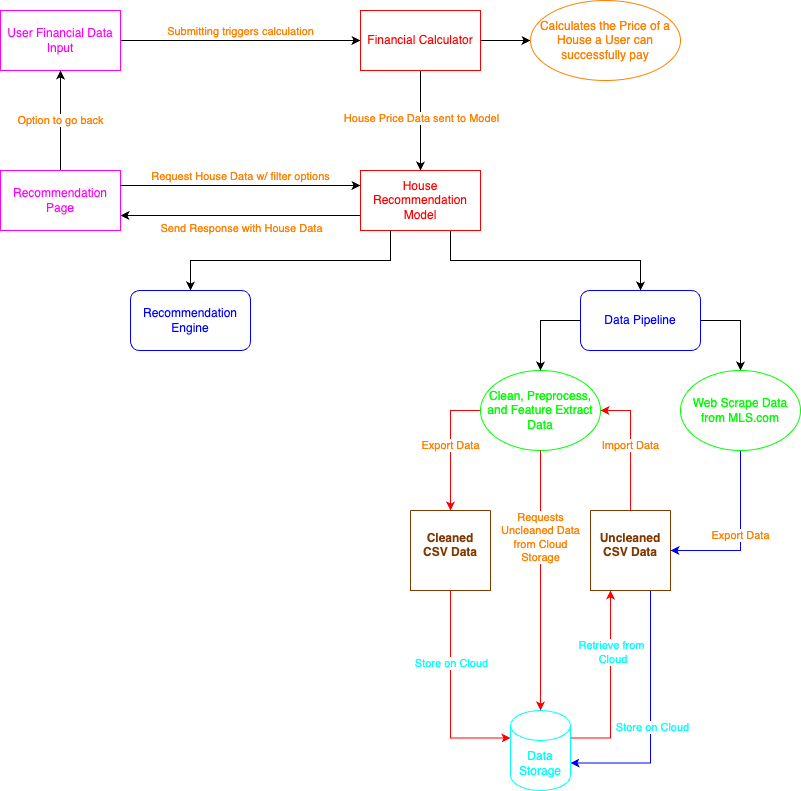 User Financial Data
Input
Submitting triggers calculation
Financial Calculator
Calculates the Price of a
House a User can
successfully pay
Option to go back
House Price Data sent to Model
Recommendation
Page
Request House Data w/ filter options
Send Response with House Data
House
Recommendation
Model
Recommendation
Engine
Data Pipeline
Clean, Preprocess,
and Feature Extract
Data
Web Scrape Data
from MLS.com
Export Data
Import Data
Cleaned
CSV Data
Requests
Uncleaned Data
from Cloud
Storage
Uncleaned
CSV Data
Export Data
Store on Cloud
Retrieve from
Cloud
Store on Cloud
Data
Storage